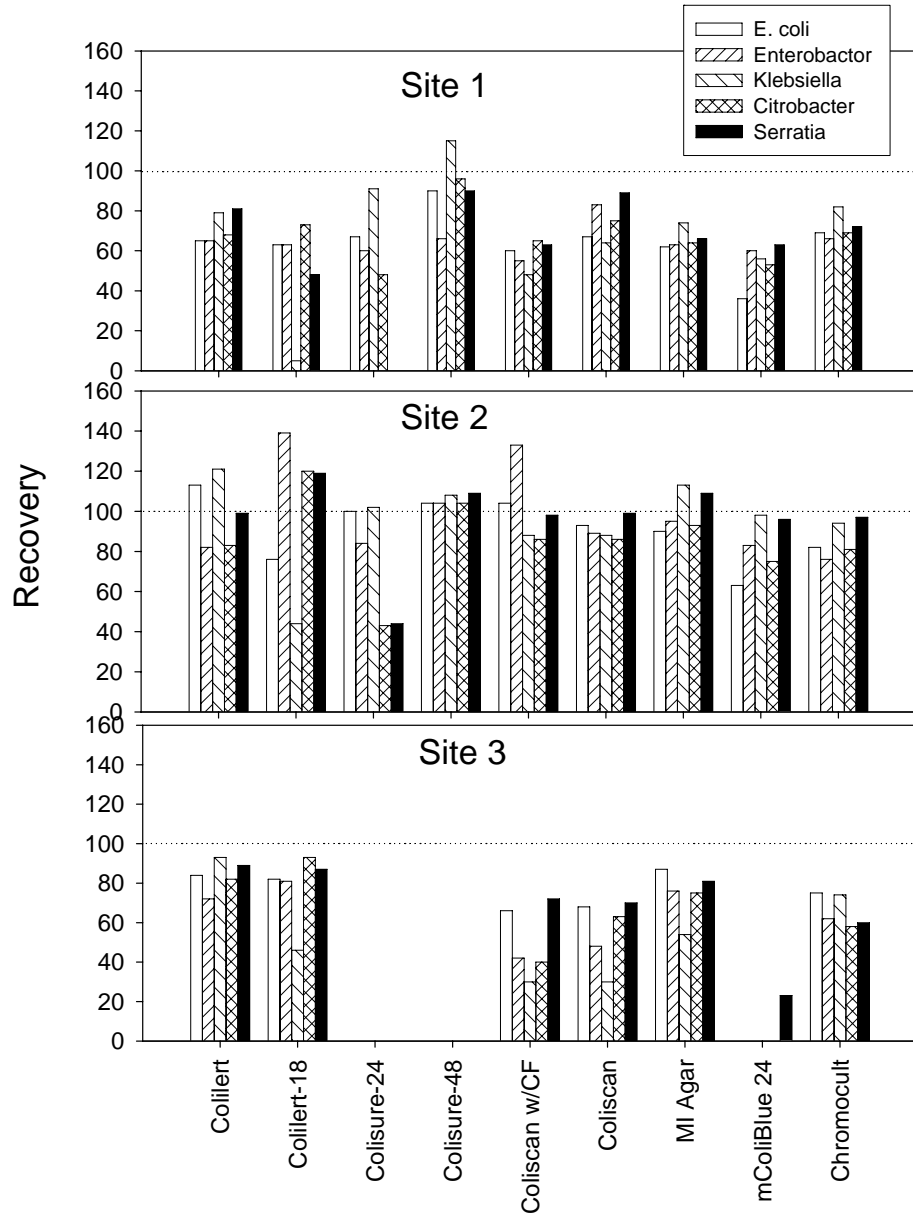 E. coli
Enterobactor
Klebsiella
Citrobacter
Serratia
Site 1
160
140
120
100
80
60
40
20
0
Site 2
160
140
120
100
80
60
40
20
0
Site 3
160
140
120
100
80
60
40
20
0
Recovery
Colilert
Colilert-18
Colisure-24
Colisure-48
Coliscan w/CF
Coliscan
MI Agar
mColiBlue 24
Chromocult